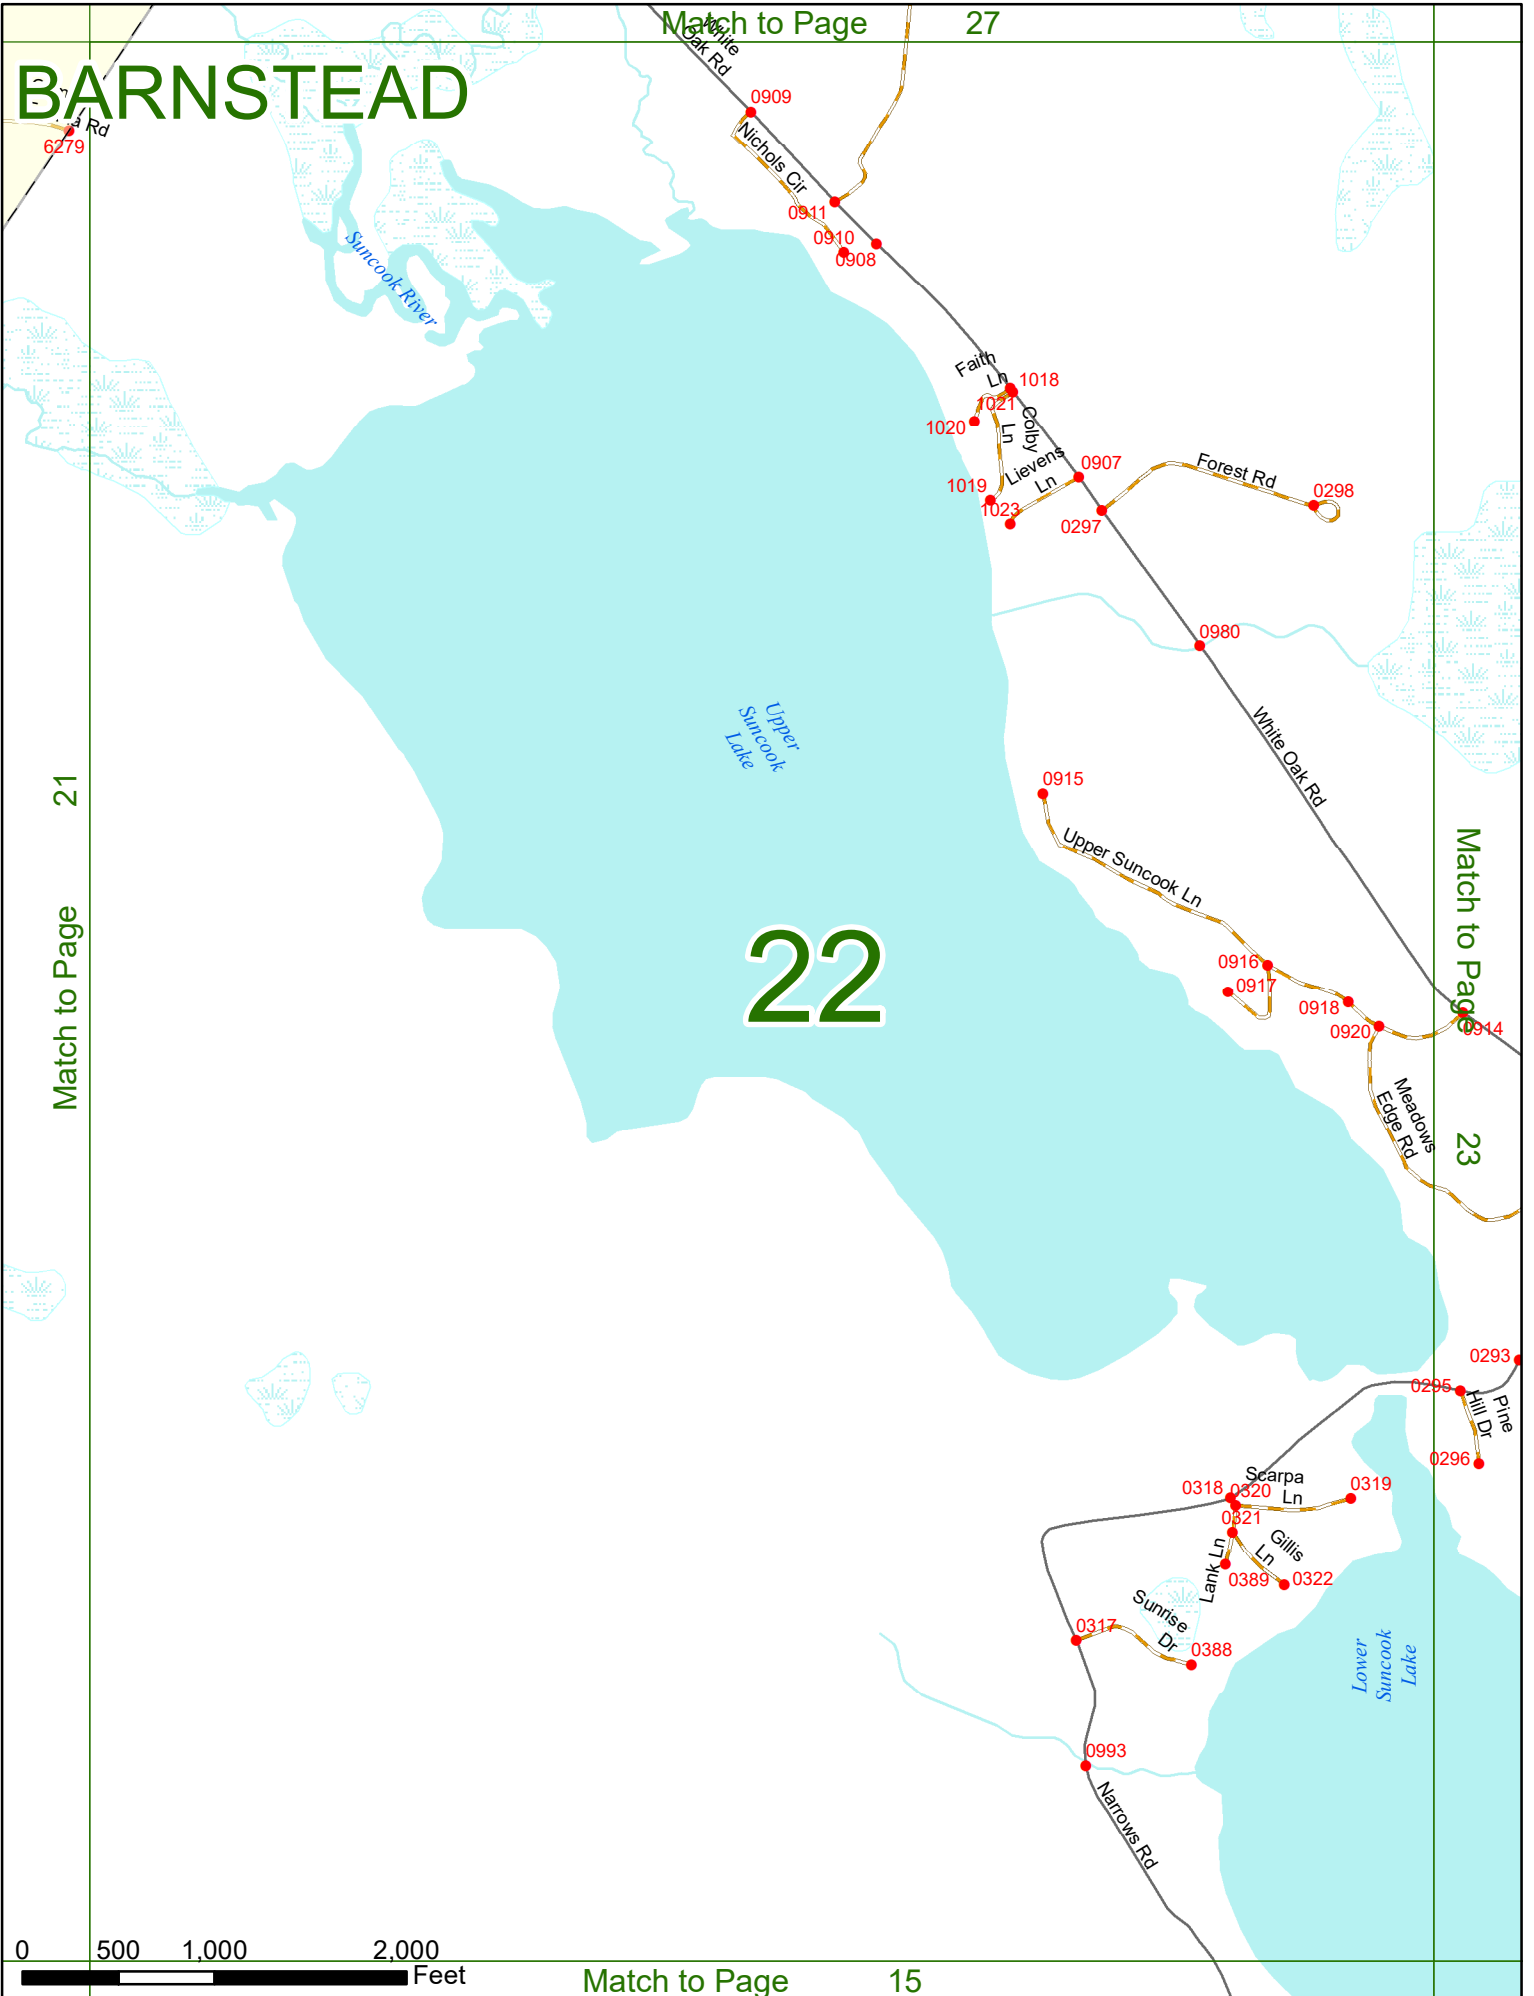 Match to Page 27
BARNSTEAD
White
Oak Rd
0909
Rd
6279
Nichols Cir
0911
0910
0908
Suncook River
Faith
Ln
1018
1021
1020
Colby
Ln
Lievens
Ln
0907
1019
1023
0297
Forest Rd
0298
0980
Upper
Suncook
Lake
White Oak Rd
Match to Page 21
0915
Upper Suncook Ln
22
0916
0917
0918
0920
0914
Match to Page 23
Meadows
Edge Rd
0293
0295
Pine
Hill Dr
0296
Scarpa
Ln
0318
0320
0319
0321
Gillis
Ln
Lank Ln
0389
0322
Sunrise
Dr
0317
0388
Lower
Suncook
Lake
0993
Narrows Rd
0 500 1,000 2,000
Feet
Match to Page 15